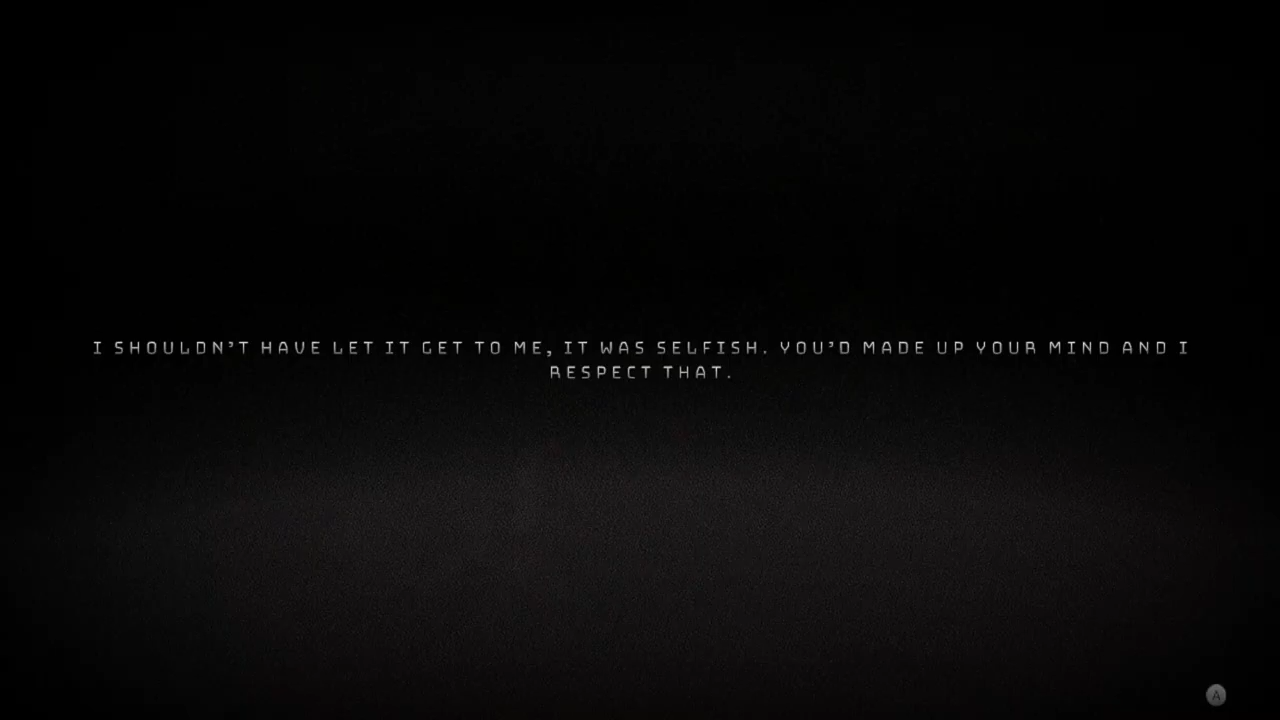 I SHOULDN'T HAVE LET IT GET TO ME, IT WAS SELFISH. YOU'D MADE UP YOUR MIND AND I
RESPECT THAT.
A